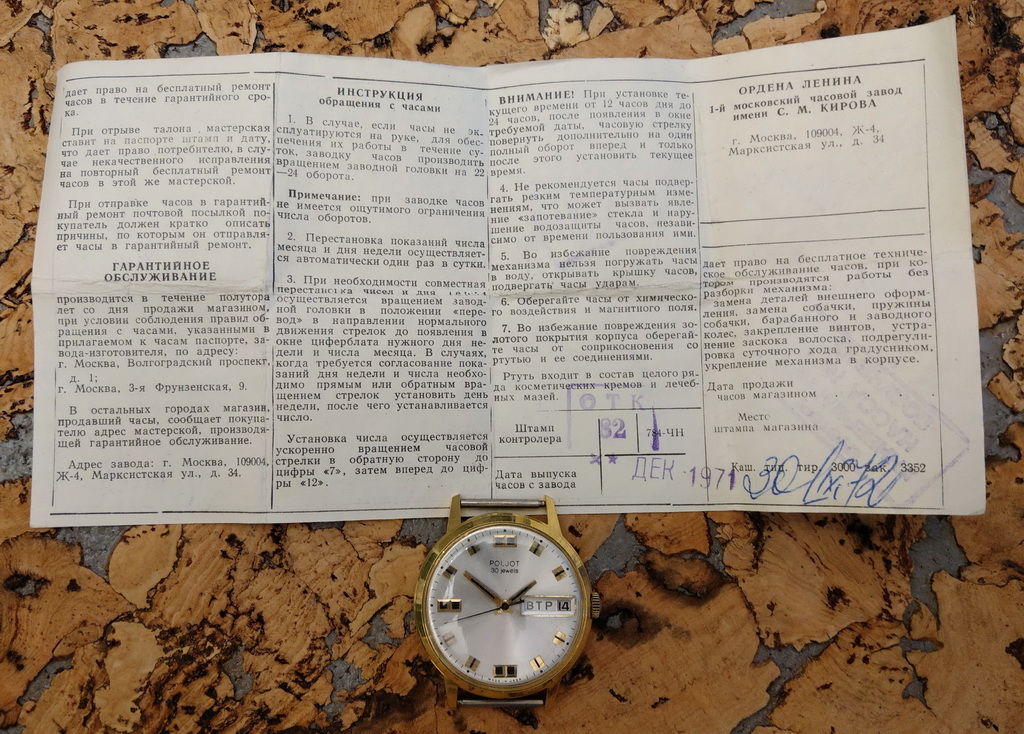 дает право на бесплатный ремонт
часов в течение гарантийного сро-
ка.
При отрыве талона мастерская
ставит на паспорте штамп и дату,
что дает право потребителю, в слу-
чае некачественного исправления
на повторный бесплатный ремонт
часов в этой же мастерской.
При отправке часов в гарантий-
ный ремонт почтовой посылкой по-
купатель должен кратко описать
причины, по которым он отправля-
ет часы в гарантийный ремонт.
ГАРАНТИЙНОЕ
ОБСЛУЖИВАНИЕ
производится в течение полутора
лет со дня продажи магазином,
при условии соблюдения правил об-
ращения с часами, указанными в
прилагаемом к часам паспорте, за-
вода-изготовителя, по адресу:
г. Москва, Волгоградский проспект,
д. 1;
г. Москва, 3-я Фрунзенская, 9.
В остальных городах магазин,
продавший часы, сообщает покупа-
телю адрес мастерской, производя-
щей гарантийное обслуживание.
Адрес завода: г. Москва, 109004,
Ж-4, Марксистская ул., д. 34.
ИНСТРУКЦИЯ
обращения с часами
1. В случае, если часы не эк-
сплуатируются на руке, для обес-
печения их работы в течение су-
ток, заводку часов производить
вращением заводной головки на 22
—24 оборота.
Примечание: при заводке часов
не имеется ощутимого ограничения
числа оборотов.
2. Перестановка показаний числа
месяца и дня недели осуществляет-
ся автоматически один раз в сутки.
3. При необходимости совместная
перестановка чисел и дня
осуществляется вращением завод-
ной головки в положении «пере-
вод» в направлении нормального
движения стрелок до появления в
окне циферблата нужного дня не-
дели и числа месяца. В случаях,
когда требуется согласование пока-
заний дня недели и числа необхо-
димо прямым или обратным вра-
щением стрелок установить день
недели, после чего устанавливается
число.
Установка числа осуществляется
ускоренно вращением часовой
стрелки в обратную сторону до
цифры «7», затем вперед до циф-
ры «12».
ВНИМАНИЕ! При установке те-
кущего времени от 12 часов дня до
24 часов, после появления в окне
требуемой даты, часовую стрелку
повернуть дополнительно на один
полный оборот вперед и только
после этого установить текущее
время.
4. Не рекомендуется часы подвер-
гать резким температурным изме-
нениям, что может вызвать явле-
ние «запотевание» стекла и нару-
шение водозащиты часов, незави-
симо от времени пользования ими.
5. Во избежание повреждения
механизма нельзя погружать часы
в воду, открывать крышку часов,
подвергать часы ударам.
6. Оберегайте часы от химическо-
го воздействия и магнитного поля.
7. Во избежание повреждения зо-
лотого покрытия корпуса оберегай-
те часы от соприкосновения со
ртутью и ее соединениями.
Ртуть входит в состав целого ря-
да косметических кремов и лечеб-
ных мазей.
ОТК
Штамп
контролера
82
784-ЧН
Дата выпуска
часов с завода
ДЕК 1971
ОРДЕНА ЛЕНИНА
1-й московский часовой завод
имени С. М. КИРОВА
г. Москва, 109004, Ж-4,
Марксистская ул., д. 34
дает право на бесплатное техниче-
ское обслуживание часов, при ко-
тором производятся работы без
разборки механизма:
замена деталей внешнего оформ-
ления, замена собачки, пружины
собачки, барабанного и заводного
колес, закрепление винтов, устра-
нение заскока волоска, подрегули-
ровка суточного хода градусником,
укрепление механизма в корпусе.
Дата продажи
часов магазином
Место
штампа магазина
Каш. тип. тир. 3000 зак. 3352
POLJOT
30 jewels
ВТР 14